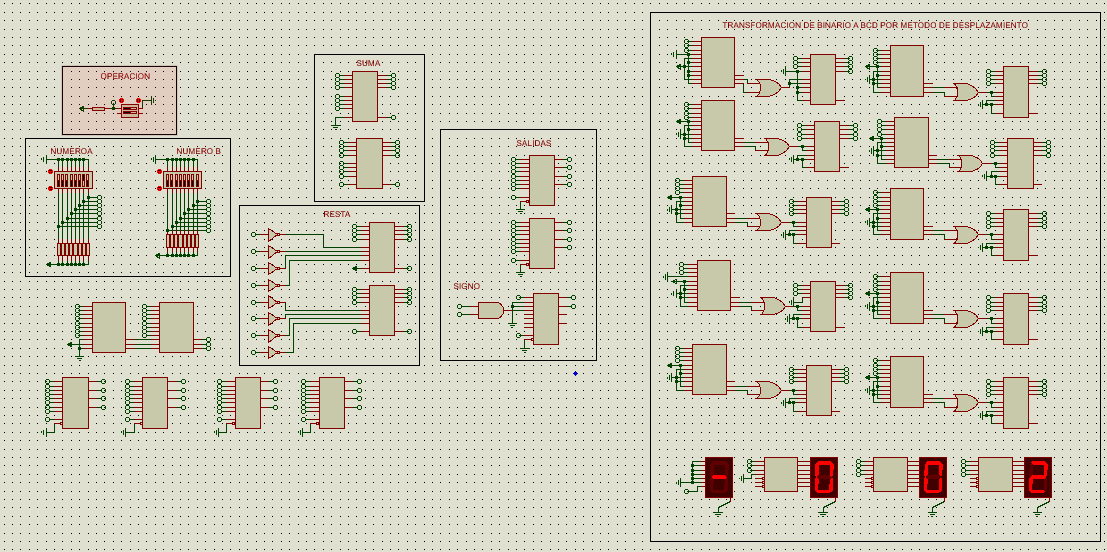 TRANSFORMACION DE BINARIO A BCD POR METODO DE DESPLAZAMIENTO
OPERACION
SUMA
NUMEROA
NUMERO B
SALIDAS
RESTA
SIGNO
- 0 0 2